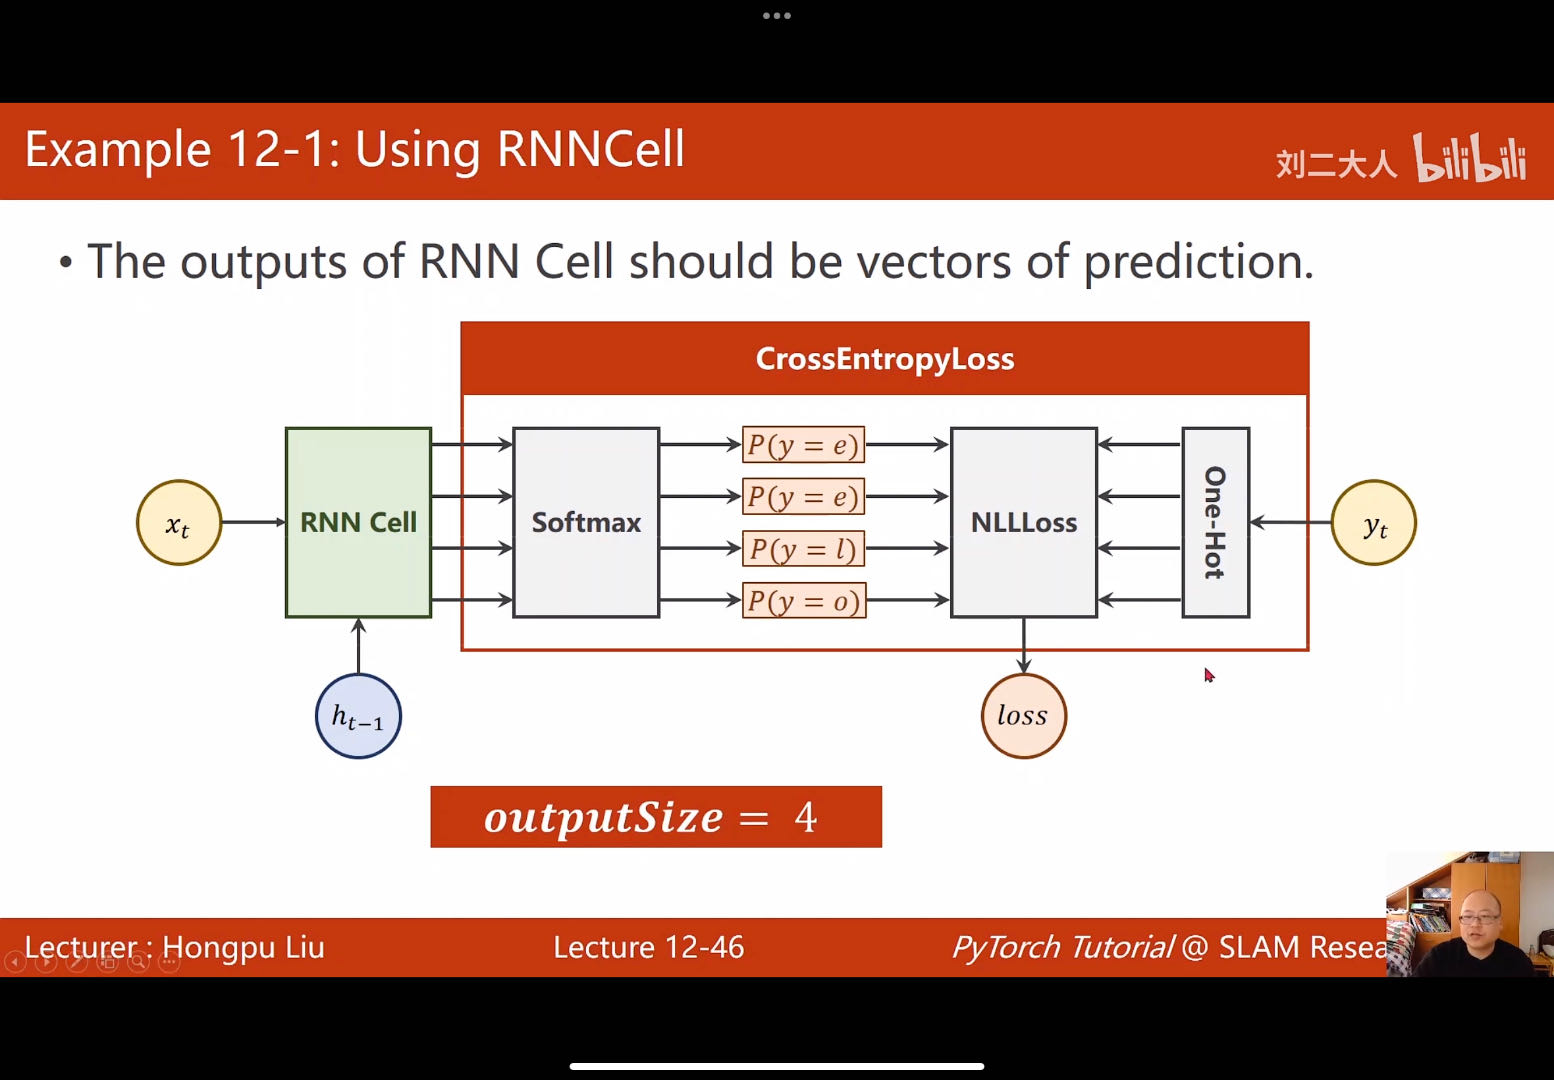 Example 12-1: Using RNNCell
刘二大人 bilibili
• The outputs of RNN Cell should be vectors of prediction.
CrossEntropyLoss
x_t
RNN Cell
h_{t-1}
Softmax
P(y = e)
P(y = e)
P(y = l)
P(y = o)
NLLLoss
One-Hot
y_t
loss
outputSize = 4
Lecturer : Hongpu Liu
Lecture 12-46
PyTorch Tutorial @ SLAM Resea